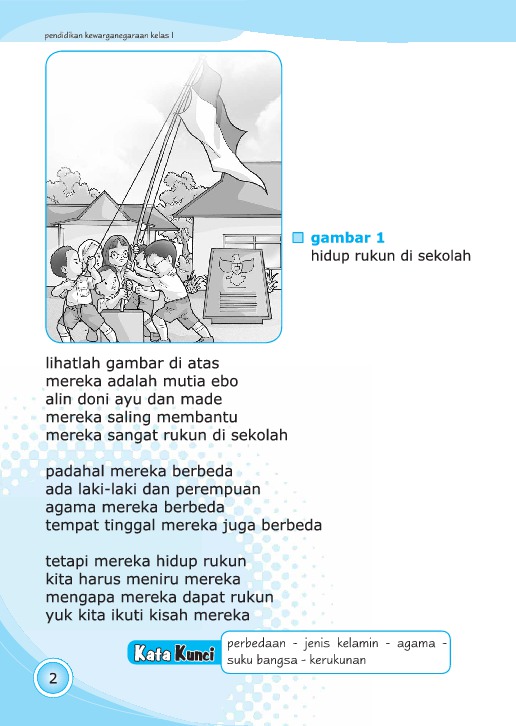 pendidikan kewarganegaraan kelas I
gambar 1
hidup rukun di sekolah
lihatlah gambar di atas
mereka adalah mutia ebo
alin doni ayu dan made
mereka saling membantu
mereka sangat rukun di sekolah
padahal mereka berbeda
ada laki-laki dan perempuan
agama mereka berbeda
tempat tinggal mereka juga berbeda
tetapi mereka hidup rukun
kita harus meniru mereka
mengapa mereka dapat rukun
yuk kita ikuti kisah mereka
Kata Kunci
perbedaan - jenis kelamin - agama -
suku bangsa - kerukunan
2